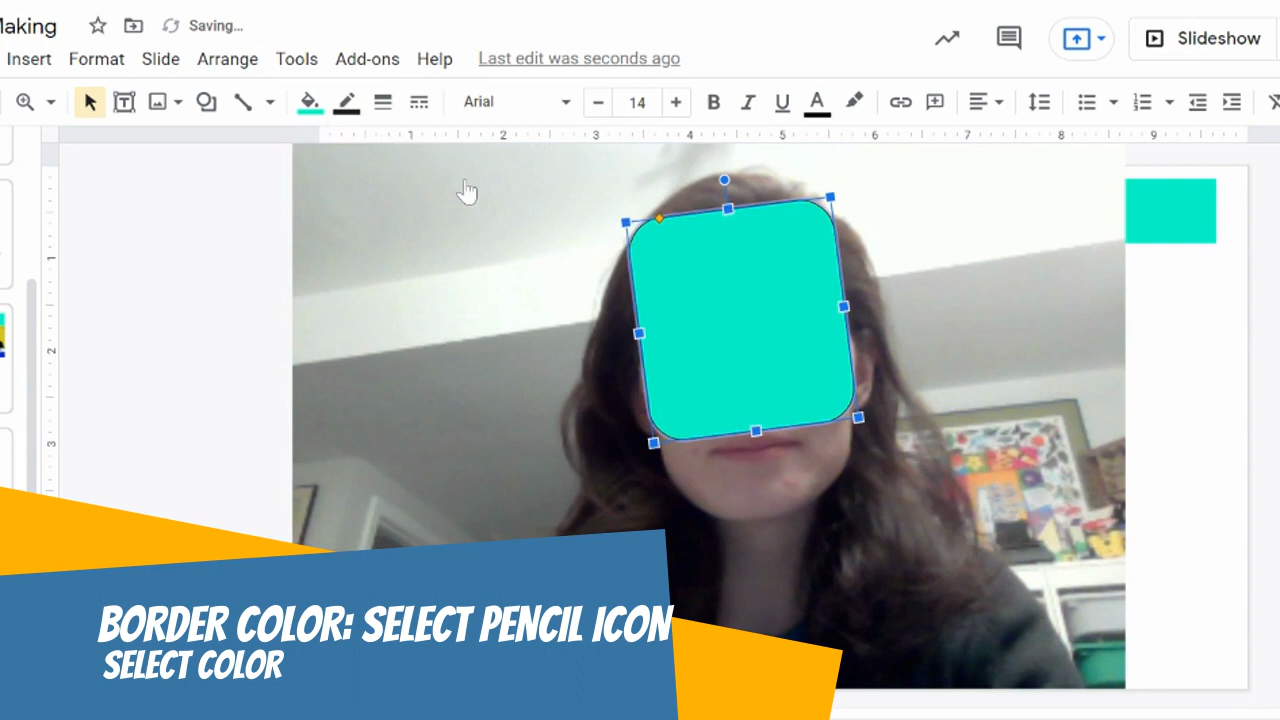 Making
Saving…
Slideshow
Insert Format Slide Arrange Tools Add-ons Help Last edit was seconds ago
Arial 14 B I U A
1 2 3 4 5 6 7 8 9
1
2
3
BORDER COLOR: SELECT PENCIL ICON
SELECT COLOR